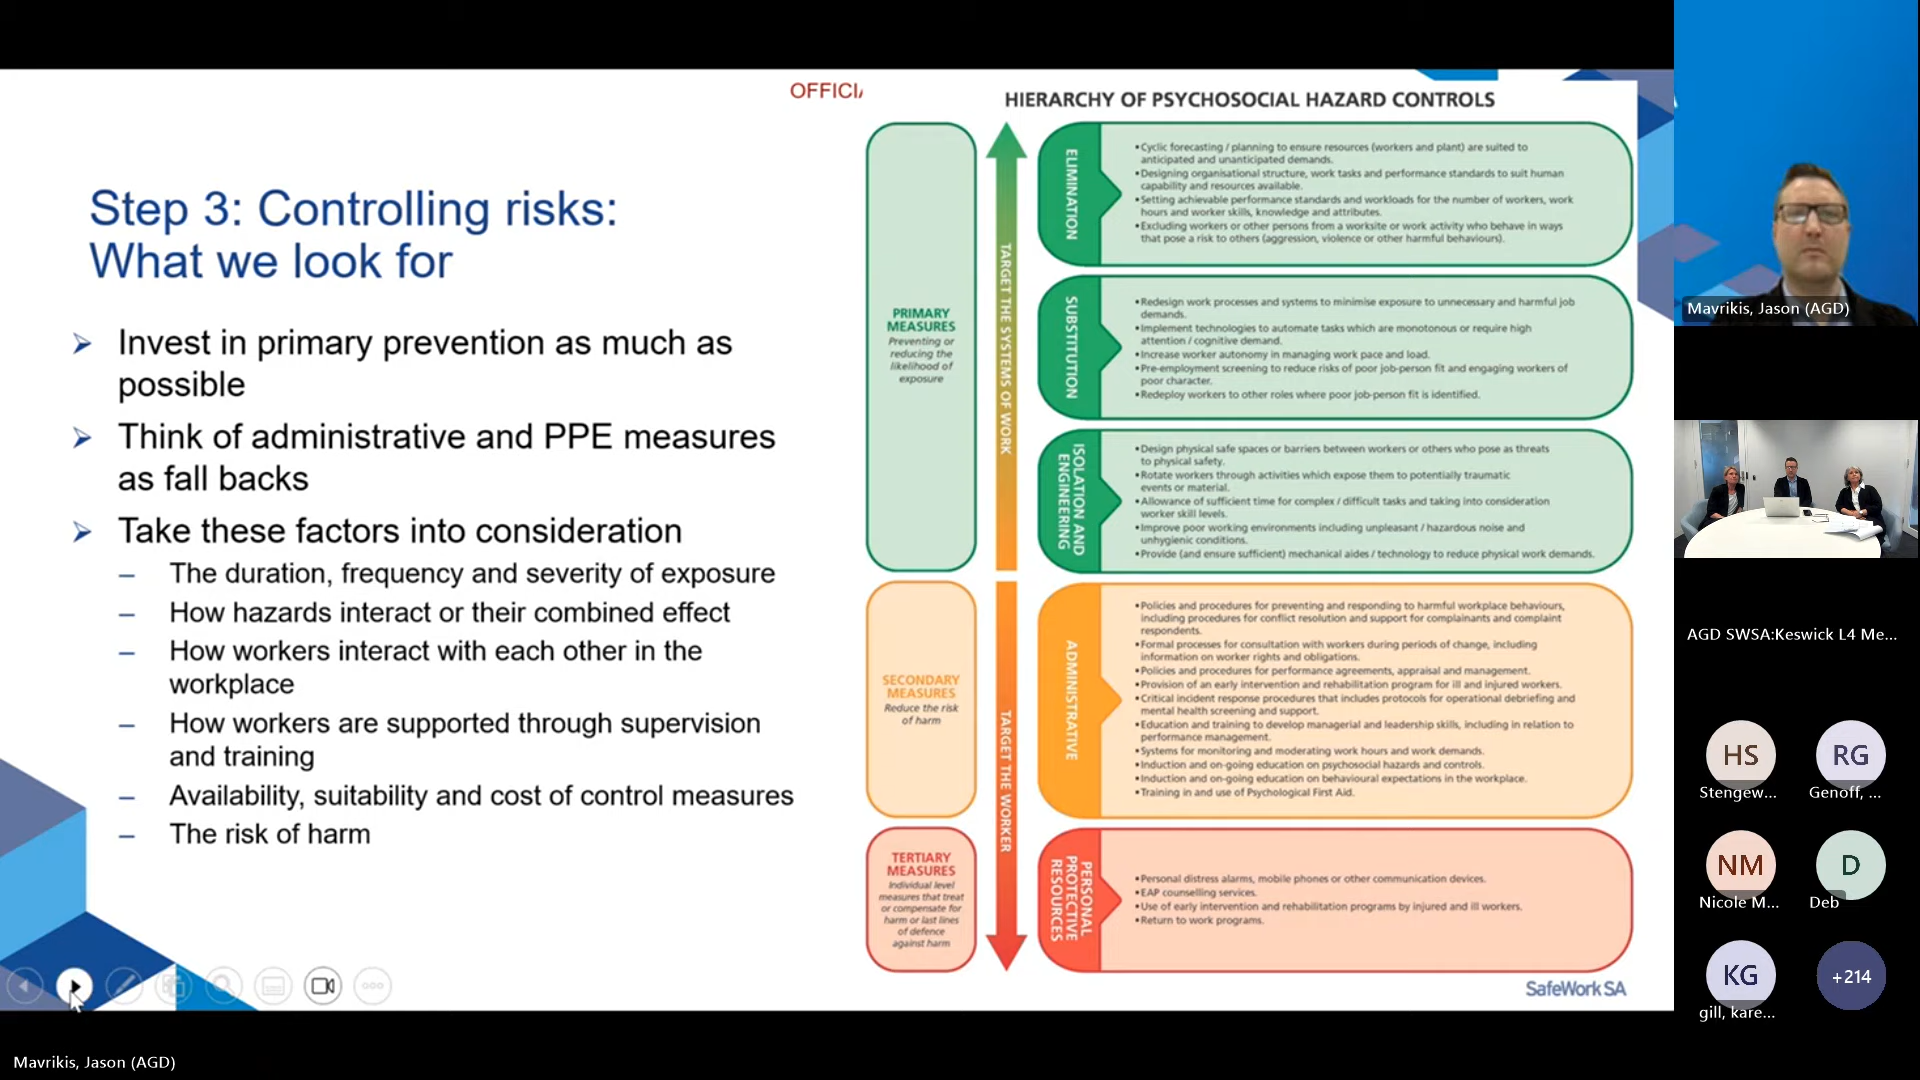 OFFICIA
Step 3: Controlling risks:
What we look for
Invest in primary prevention as much as
possible
Think of administrative and PPE measures
as fall backs
Take these factors into consideration
– The duration, frequency and severity of exposure
– How hazards interact or their combined effect
– How workers interact with each other in the
workplace
– How workers are supported through supervision
and training
– Availability, suitability and cost of control measures
– The risk of harm
HIERARCHY OF PSYCHOSOCIAL HAZARD CONTROLS
PRIMARY
MEASURES
Preventing or
reducing the
likelihood of
exposure
TARGET THE SYSTEMS OF WORK
ELIMINATION
•Cyclic forecasting / planning to ensure resources (workers and plant) are suited to
anticipated and unanticipated demands.
•Designing organisational structure, work tasks and performance standards to suit human
capability and resources available.
•Setting achievable performance standards and workloads for the number of workers, work
hours and worker skills, knowledge and attributes.
•Excluding workers or other persons from a worksite or work activity who behave in ways
that pose a risk to others (aggression, violence or other harmful behaviours).
SUBSTITUTION
•Redesign work processes and systems to minimise exposure to unnecessary and harmful job
demands.
•Implement technologies to automate tasks which are monotonous or require high
attention / cognitive demand.
•Increase worker autonomy in managing work pace and load.
•Pre-employment screening to reduce risks of poor job-person fit and engaging workers of
poor character.
•Redeploy workers to other roles where poor job-person fit is identified.
ISOLATION AND
ENGINEERING
•Design physical safe spaces or barriers between workers or others who pose as threats
to physical safety.
•Rotate workers through activities which expose them to potentially traumatic
events or material.
•Allowance of sufficient time for complex / difficult tasks and taking into consideration
worker skill levels.
•Improve poor working environments including unpleasant / hazardous noise and
unhygienic conditions.
•Provide (and ensure sufficient) mechanical aides / technology to reduce physical work demands.
SECONDARY
MEASURES
Reduce the risk
of harm
TARGET THE WORKER
ADMINISTRATIVE
•Policies and procedures for preventing and responding to harmful workplace behaviours,
including procedures for conflict resolution and support for complainants and complaint
respondents.
•Formal processes for consultation with workers during periods of change, including
information on worker rights and obligations.
•Policies and procedures for performance agreements, appraisal and management.
•Provision of an early intervention and rehabilitation program for ill and injured workers.
•Critical incident response procedures that includes protocols for operational debriefing and
mental health screening and support.
•Education and training to develop managerial and leadership skills, including in relation to
performance management.
•Systems for monitoring and moderating work hours and work demands.
•Induction and on-going education on psychosocial hazards and controls.
•Induction and on-going education on behavioural expectations in the workplace.
•Training in and use of Psychological First Aid.
TERTIARY
MEASURES
Individual level
measures that treat
or compensate for
harm or last lines
of defence
against harm
PERSONAL
PROTECTIVE
RESOURCES
•Personal distress alarms, mobile phones or other communication devices.
•EAP counselling services.
•Use of early intervention and rehabilitation programs by injured and ill workers.
•Return to work programs.
SafeWork SA
Mavrikis, Jason (AGD)
AGD SWSA:Keswick L4 Me...
HS
Stengew...
RG
Genoff, ...
NM
Nicole M...
D
Deb
KG
gill, kare...
+214
Mavrikis, Jason (AGD)